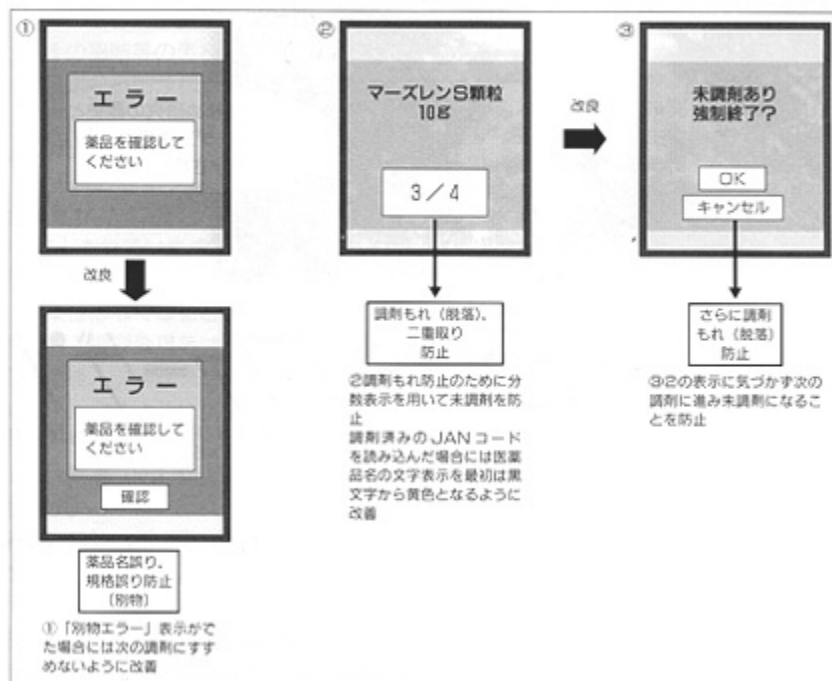 ①
エラー
薬品を確認して
ください
改良
エラー
薬品を確認して
ください
確認
薬品名誤り、
規格誤り防止
(別物)
①「別物エラー」表示がで
た場合には次の調剤にすす
めないように改善
②
マーズレンS顆粒
10g
3/4
調剤もれ(脱落)、
二重取り
防止
②調剤もれ防止のために分
数表示を用いて未調剤を防
止
調剤済みのJANコード
を読み込んだ場合には医薬
品名の文字表示を最初は黒
文字から黄色となるように
改善
改良
③
未調剤あり
強制終了?
OK
キャンセル
さらに調剤
もれ(脱落)
防止
③2の表示に気づかず次の
調剤に進み未調剤になるこ
とを防止